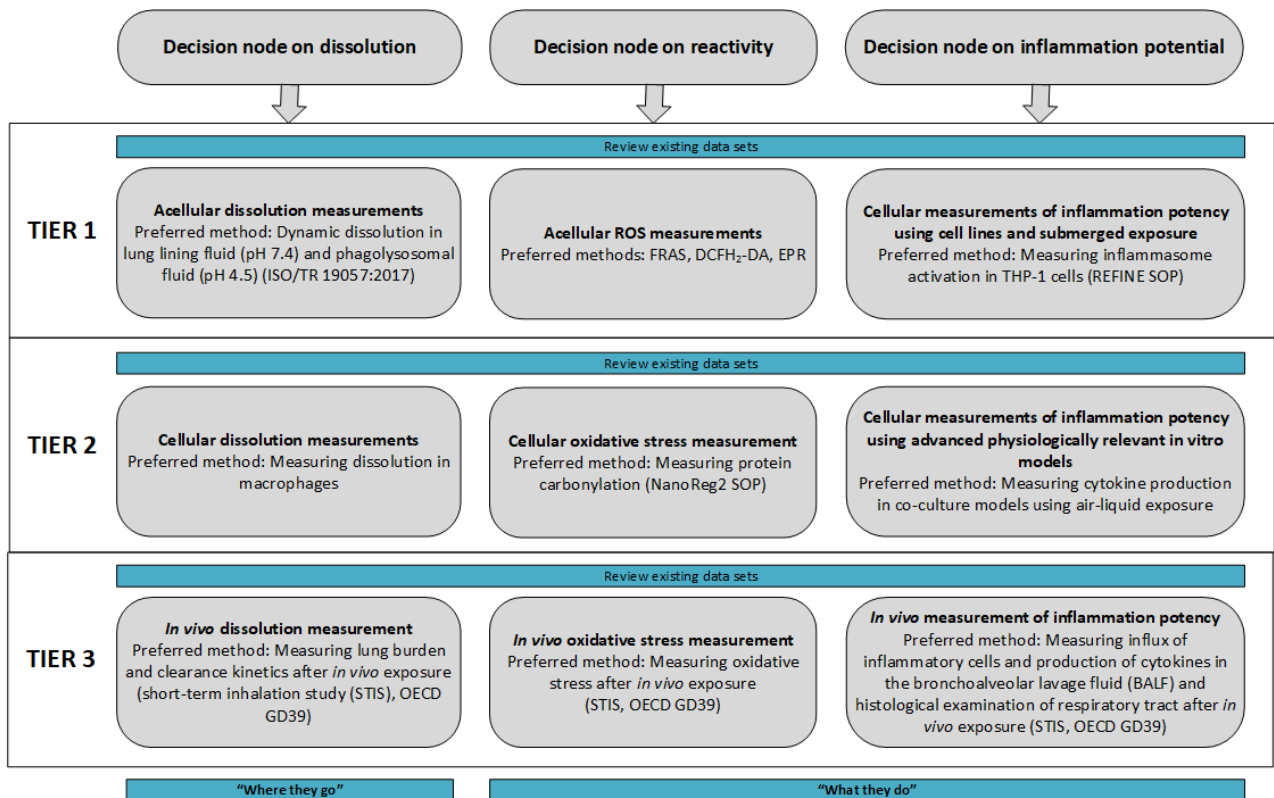 Decision node on dissolution
Decision node on reactivity
Decision node on inflammation potential
Review existing data sets
TIER 1
Acellular dissolution measurements
Preferred method: Dynamic dissolution in
lung lining fluid (pH 7.4) and phagolysosomal
fluid (pH 4.5) (ISO/TR 19057:2017)
Acellular ROS measurements
Preferred methods: FRAS, DCFH₂-DA, EPR
Cellular measurements of inflammation potency
using cell lines and submerged exposure
Preferred method: Measuring inflammasome
activation in THP-1 cells (REFINE SOP)
Review existing data sets
TIER 2
Cellular dissolution measurements
Preferred method: Measuring dissolution in
macrophages
Cellular oxidative stress measurement
Preferred method: Measuring protein
carbonylation (NanoReg2 SOP)
Cellular measurements of inflammation potency
using advanced physiologically relevant in vitro
models
Preferred method: Measuring cytokine production
in co-culture models using air-liquid exposure
Review existing data sets
TIER 3
In vivo dissolution measurement
Preferred method: Measuring lung burden
and clearance kinetics after in vivo exposure
(short-term inhalation study (STIS), OECD
GD39)
In vivo oxidative stress measurement
Preferred method: Measuring oxidative
stress after in vivo exposure
(STIS, OECD GD39)
In vivo measurement of inflammation potency
Preferred method: Measuring influx of
inflammatory cells and production of cytokines in
the bronchoalveolar lavage fluid (BALF) and
histological examination of respiratory tract after in
vivo exposure (STIS, OECD GD39)
"Where they go"
"What they do"